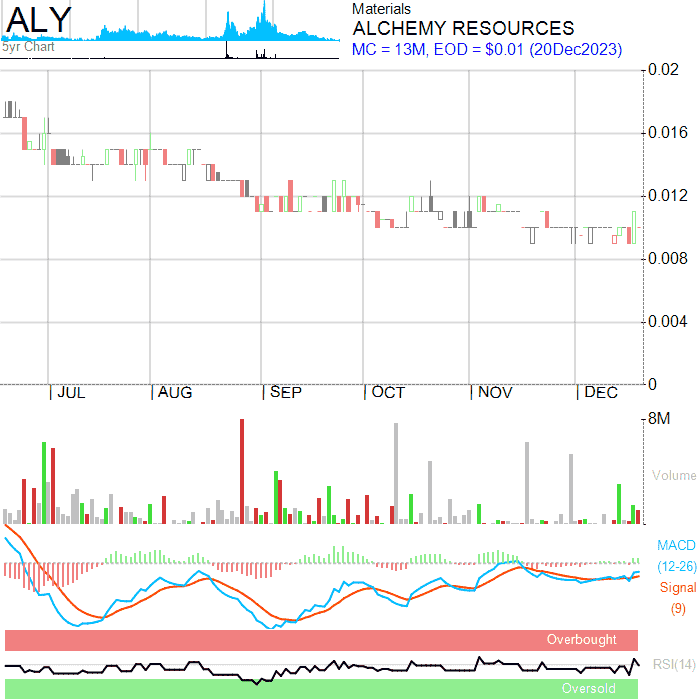 ALY
5yr Chart
Materials
ALCHEMY RESOURCES
MC = 13M, EOD = $0.01 (20Dec2023)
0.02
0.016
0.012
0.008
0.004
0
JUL
AUG
SEP
OCT
NOV
DEC
8M
Volume
MACD
(12-26)
Signal
(9)
Overbought
RSI(14)
Oversold